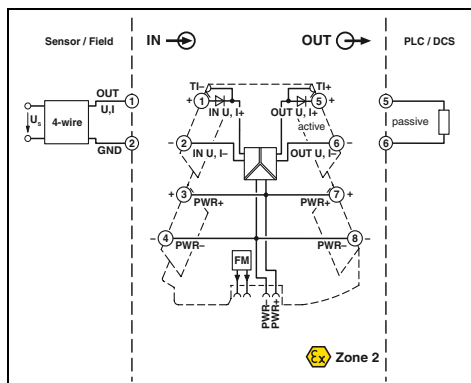 Sensor / Field
IN
OUT
PLC / DCS
TI–
TI+
OUT
U,I
1
+
1
5
+
5
IN U, I+
OUT U, I+
Us
4-wire
active
passive
2
GND
–
2
6
–
6
IN U, I–
OUT U, I–
+
3
PWR+
7
+
PWR+
–
4
PWR–
8
–
PWR–
FM
PWR–
PWR+
Ex
Zone 2